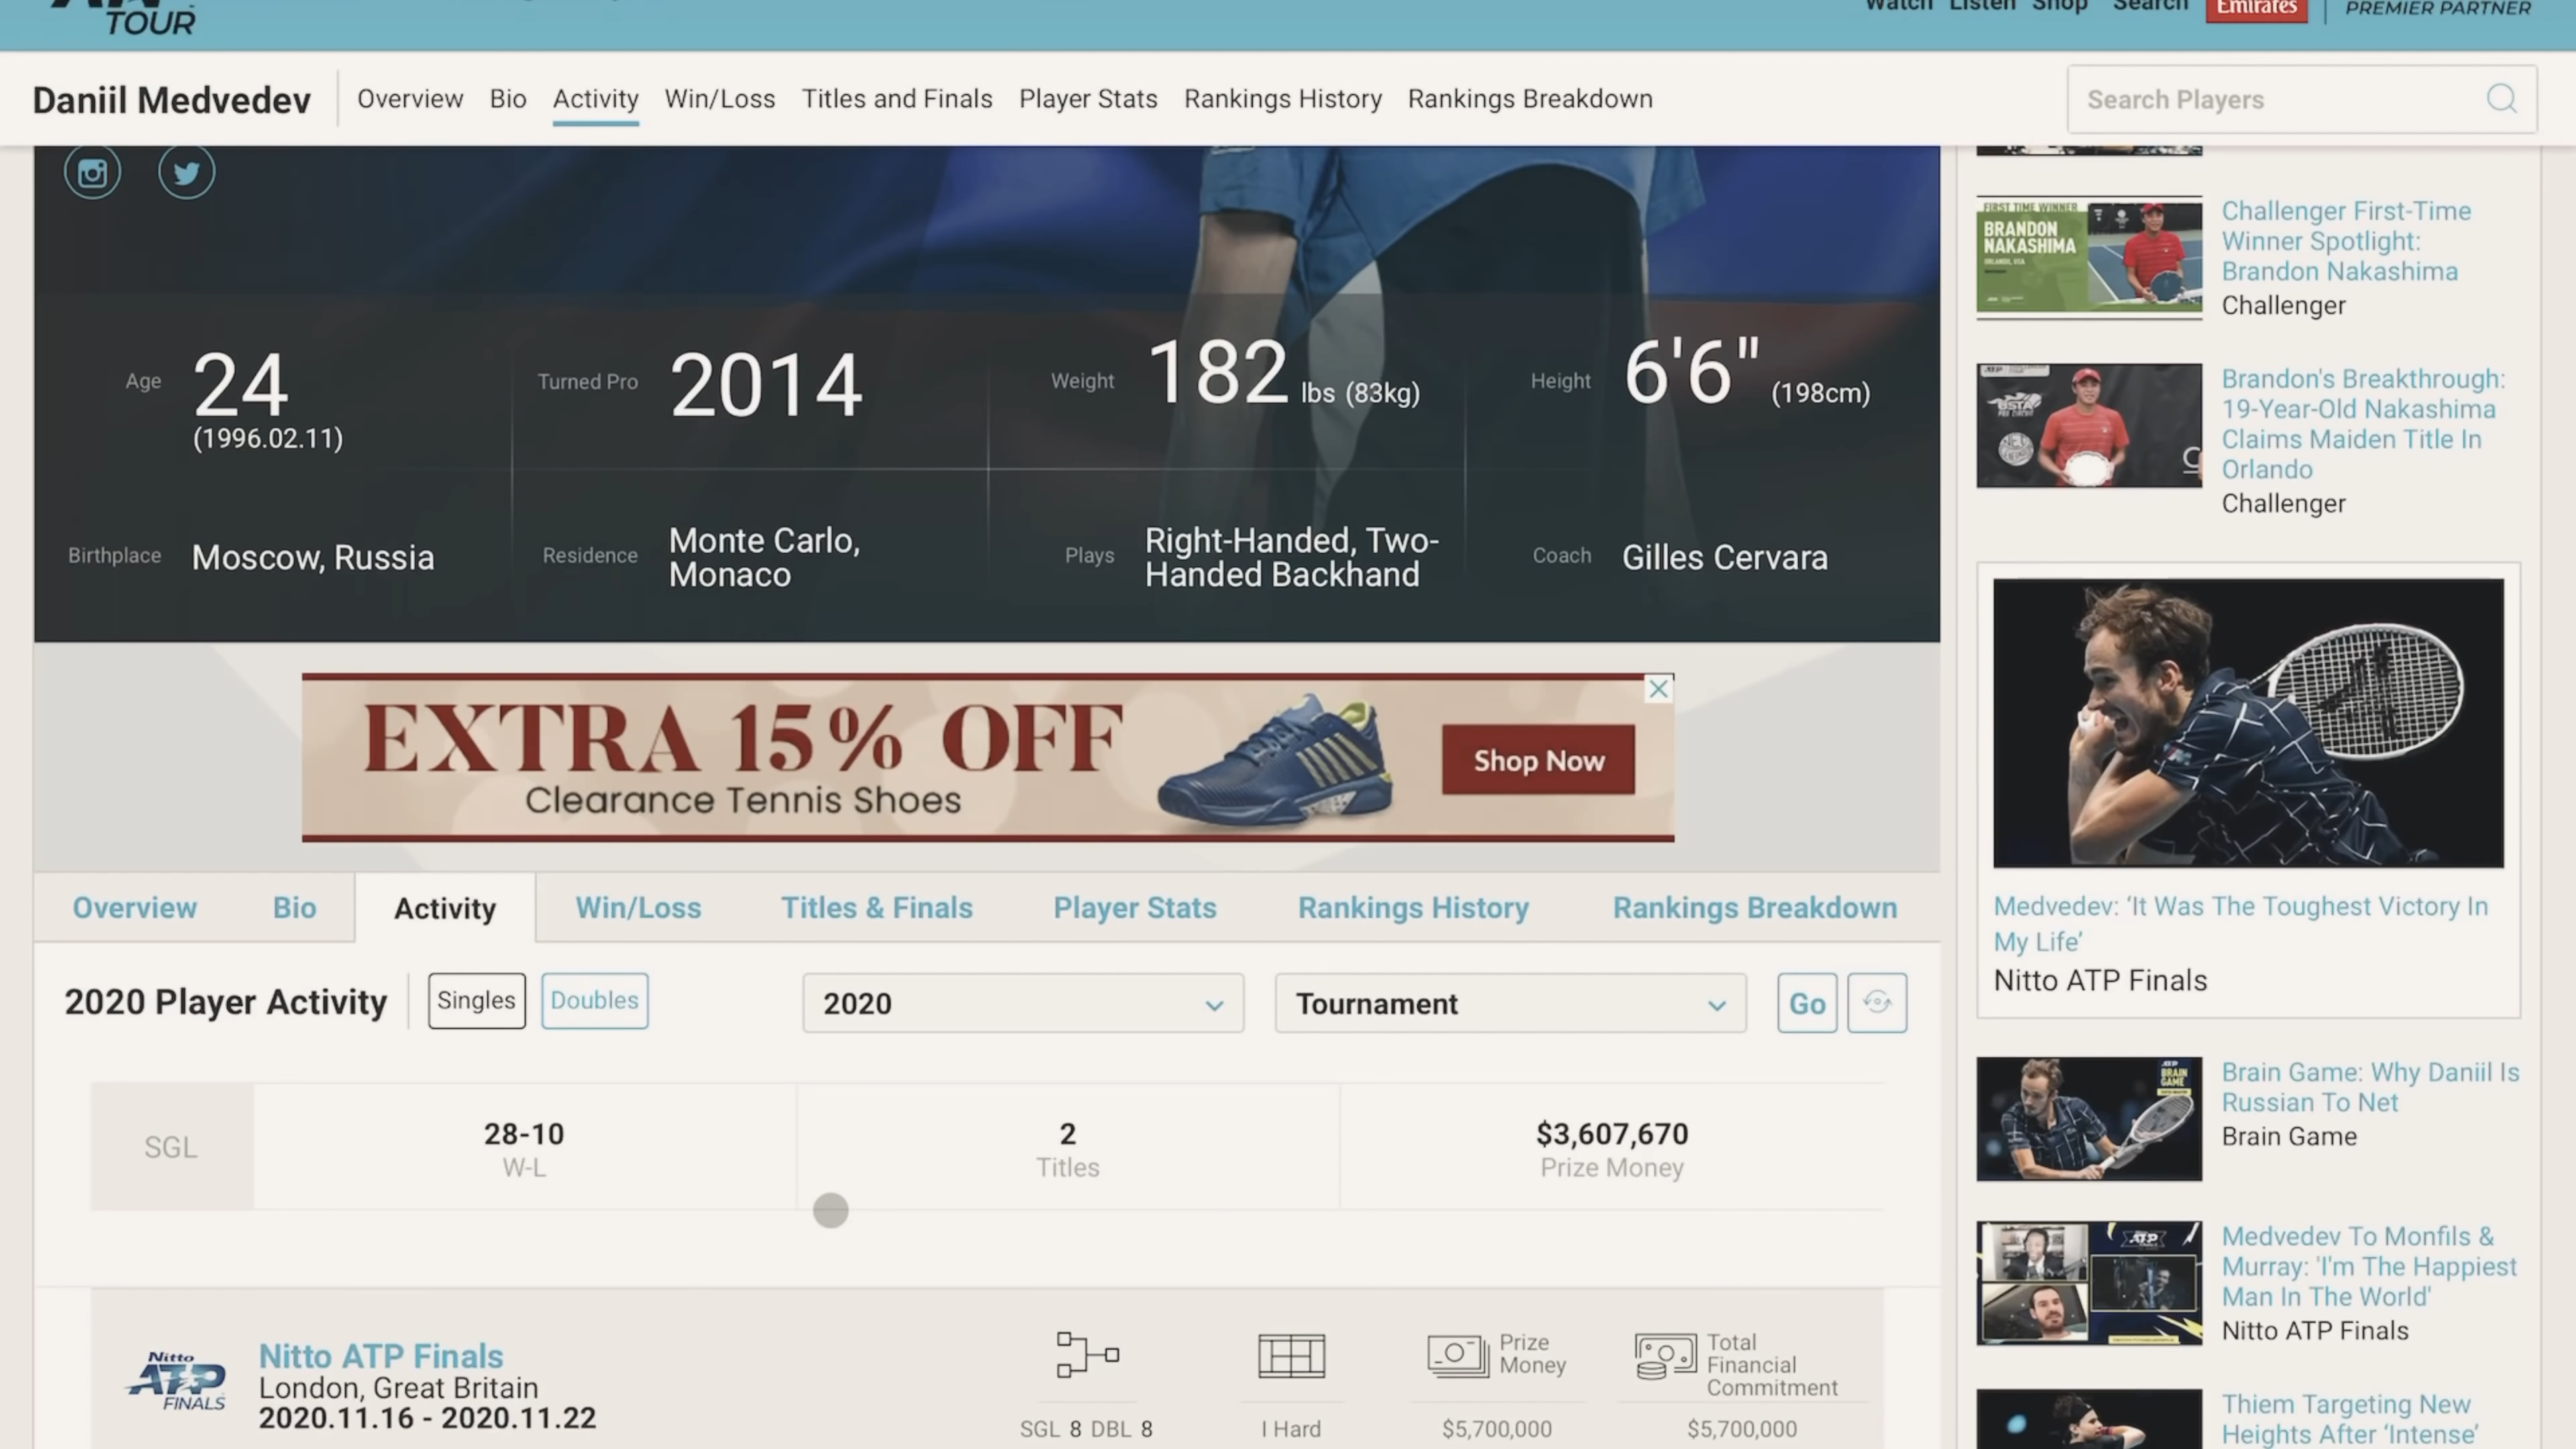 TOUR
Watch Listen Shop Search Emirates PREMIER PARTNER
Daniil Medvedev Overview Bio Activity Win/Loss Titles and Finals Player Stats Rankings History Rankings Breakdown Search Players
Age 24 (1996.02.11)
Turned Pro 2014
Weight 182 lbs (83kg)
Height 6'6" (198cm)
Birthplace Moscow, Russia
Residence Monte Carlo,
Monaco
Plays Right-Handed, Two-
Handed Backhand
Coach Gilles Cervara
EXTRA 15% OFF
Clearance Tennis Shoes
Shop Now
Overview Bio Activity Win/Loss Titles & Finals Player Stats Rankings History Rankings Breakdown
2020 Player Activity Singles Doubles 2020 Tournament Go
SGL
28-10
W-L
2
Titles
$3,607,670
Prize Money
Nitto
ATP
FINALS
Nitto ATP Finals
London, Great Britain
2020.11.16 - 2020.11.22
SGL 8 DBL 8
I Hard
Prize
Money
$5,700,000
Total
Financial
Commitment
$5,700,000
FIRST TIME WINNER
BRANDON
NAKASHIMA
ORLANDO, USA
Challenger First-Time
Winner Spotlight:
Brandon Nakashima
Challenger
USTA
Brandon's Breakthrough:
19-Year-Old Nakashima
Claims Maiden Title In
Orlando
Challenger
Medvedev: ‘It Was The Toughest Victory In
My Life’
Nitto ATP Finals
BRAIN
GAME
Brain Game: Why Daniil Is
Russian To Net
Brain Game
ATP
Medvedev To Monfils &
Murray: 'I'm The Happiest
Man In The World'
Nitto ATP Finals
Thiem Targeting New
Heights After ‘Intense’